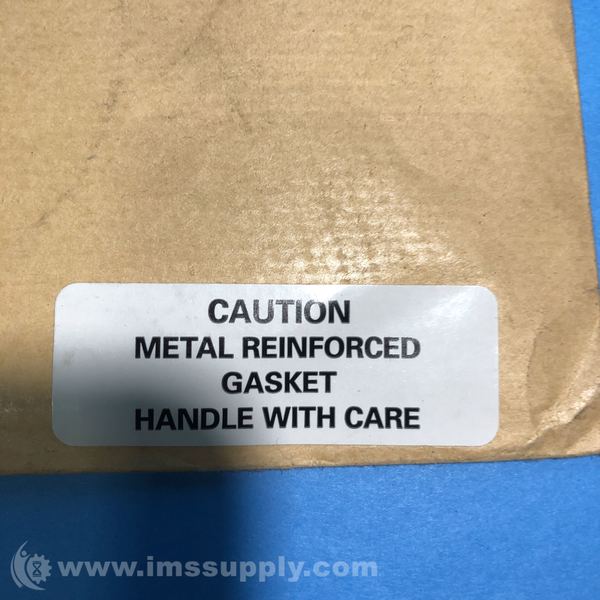 CAUTION
METAL REINFORCED
GASKET
HANDLE WITH CARE
www.imssupply.com